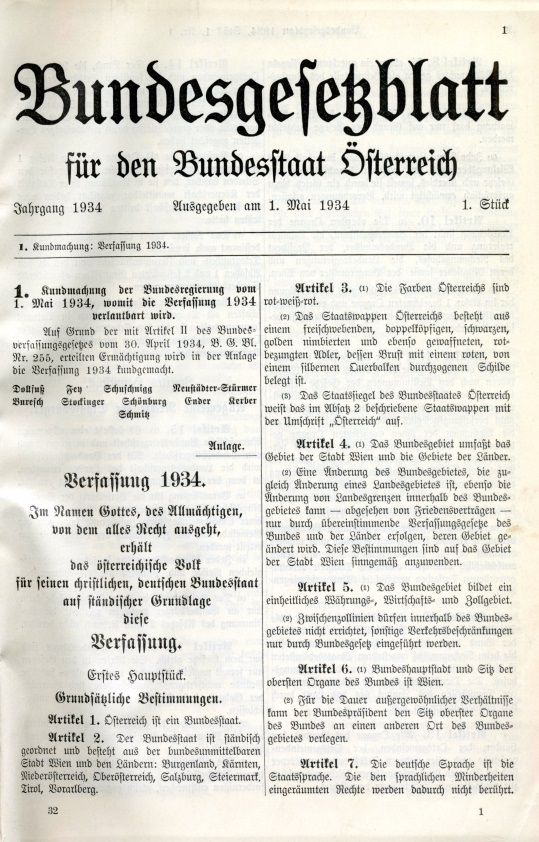 1
Bundesgesetzblatt
für den Bundesstaat Österreich
Jahrgang 1934 Ausgegeben am 1. Mai 1934 1. Stück
1. Kundmachung: Verfassung 1934.
1. Kundmachung der Bundesregierung vom
1. Mai 1934, womit die Verfassung 1934
verlautbart wird.
Auf Grund der mit Artikel II des Bundes-
verfassungsgesetzes vom 30. April 1934, B. G. Bl.
Nr. 255, erteilten Ermächtigung wird in der Anlage
die Verfassung 1934 kundgemacht.
Dollfuß Fey Schuschnigg Neustädter-Stürmer
Buresch Stockinger Schönburg Ender Kerber
Schmitz
Anlage.
Verfassung 1934.
Im Namen Gottes, des Allmächtigen,
von dem alles Recht ausgeht,
erhält
das österreichische Volk
für seinen christlichen, deutschen Bundesstaat
auf ständischer Grundlage
diese
Verfassung.
Erstes Hauptstück.
Grundsätzliche Bestimmungen.
Artikel 1. Österreich ist ein Bundesstaat.
Artikel 2. Der Bundesstaat ist ständisch
geordnet und besteht aus der bundesunmittelbaren
Stadt Wien und den Ländern: Burgenland, Kärnten,
Niederösterreich, Oberösterreich, Salzburg, Steiermark,
Tirol, Vorarlberg.
Artikel 3. (1) Die Farben Österreichs sind
rot-weiß-rot.
(2) Das Staatswappen Österreichs besteht aus
einem freischwebenden, doppelköpfigen, schwarzen,
golden nimbierten und ebenso gewaffneten, rot-
bezungten Adler, dessen Brust mit einem roten, von
einem silbernen Querbalken durchzogenen Schilde
belegt ist.
(3) Das Staatssiegel des Bundesstaates Österreich
weist das im Absatz 2 beschriebene Staatswappen mit
der Umschrift „Österreich“ auf.
Artikel 4. (1) Das Bundesgebiet umfaßt das
Gebiet der Stadt Wien und die Gebiete der Länder.
(2) Eine Änderung des Bundesgebietes, die zu-
gleich Änderung eines Landesgebietes ist, ebenso die
Änderung von Landesgrenzen innerhalb des Bundes-
gebietes kann — abgesehen von Friedensverträgen —
nur durch übereinstimmende Verfassungsgesetze des
Bundes und der Länder erfolgen, deren Gebiet ge-
ändert wird. Diese Bestimmungen sind auf das Gebiet
der Stadt Wien sinngemäß anzuwenden.
Artikel 5. (1) Das Bundesgebiet bildet ein
einheitliches Währungs-, Wirtschafts- und Zollgebiet.
(2) Zwischenzollinien dürfen innerhalb des Bundes-
gebietes nicht errichtet, sonstige Verkehrsbeschränkungen
nur durch Bundesgesetz eingeführt werden.
Artikel 6. (1) Bundeshauptstadt und Sitz der
obersten Organe des Bundes ist Wien.
(2) Für die Dauer außergewöhnlicher Verhältnisse
kann der Bundespräsident den Sitz oberster Organe
des Bundes an einen anderen Ort des Bundes-
gebietes verlegen.
Artikel 7. Die deutsche Sprache ist die
Staatssprache. Die den sprachlichen Minderheiten
eingeräumten Rechte werden dadurch nicht berührt.
32 1